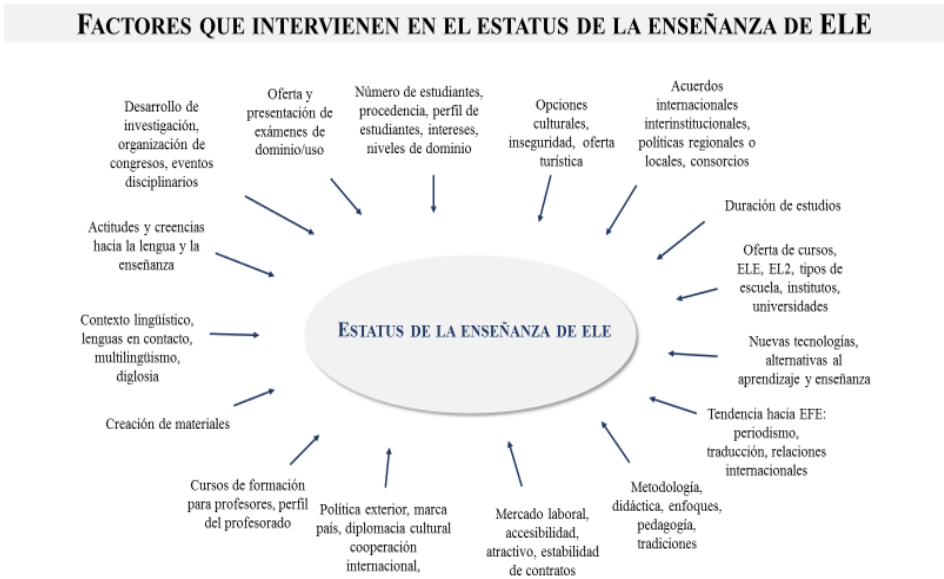 FACTORES QUE INTERVIENEN EN EL ESTATUS DE LA ENSEÑANZA DE ELE
Desarrollo de
investigación,
organización de
congresos, eventos
disciplinarios
Oferta y
presentación de
exámenes de
dominio/uso
Número de estudiantes,
procedencia, perfil de
estudiantes, intereses,
niveles de dominio
Opciones
culturales,
inseguridad, oferta
turística
Acuerdos
internacionales
interinstitucionales,
políticas regionales o
locales, consorcios
Duración de estudios
Oferta de cursos,
ELE, EL2, tipos de
escuela, institutos,
universidades
Nuevas tecnologías,
alternativas al
aprendizaje y enseñanza
Tendencia hacia EFE:
periodismo,
traducción, relaciones
internacionales
Metodología,
didáctica, enfoques,
pedagogía,
tradiciones
Mercado laboral,
accesibilidad,
atractivo, estabilidad
de contratos
Política exterior, marca
país, diplomacia cultural
cooperación
internacional,
Cursos de formación
para profesores, perfil
del profesorado
Creación de materiales
Contexto lingüístico,
lenguas en contacto,
multilingüismo,
diglosia
Actitudes y creencias
hacia la lengua y la
enseñanza
ESTATUS DE LA ENSEÑANZA DE ELE